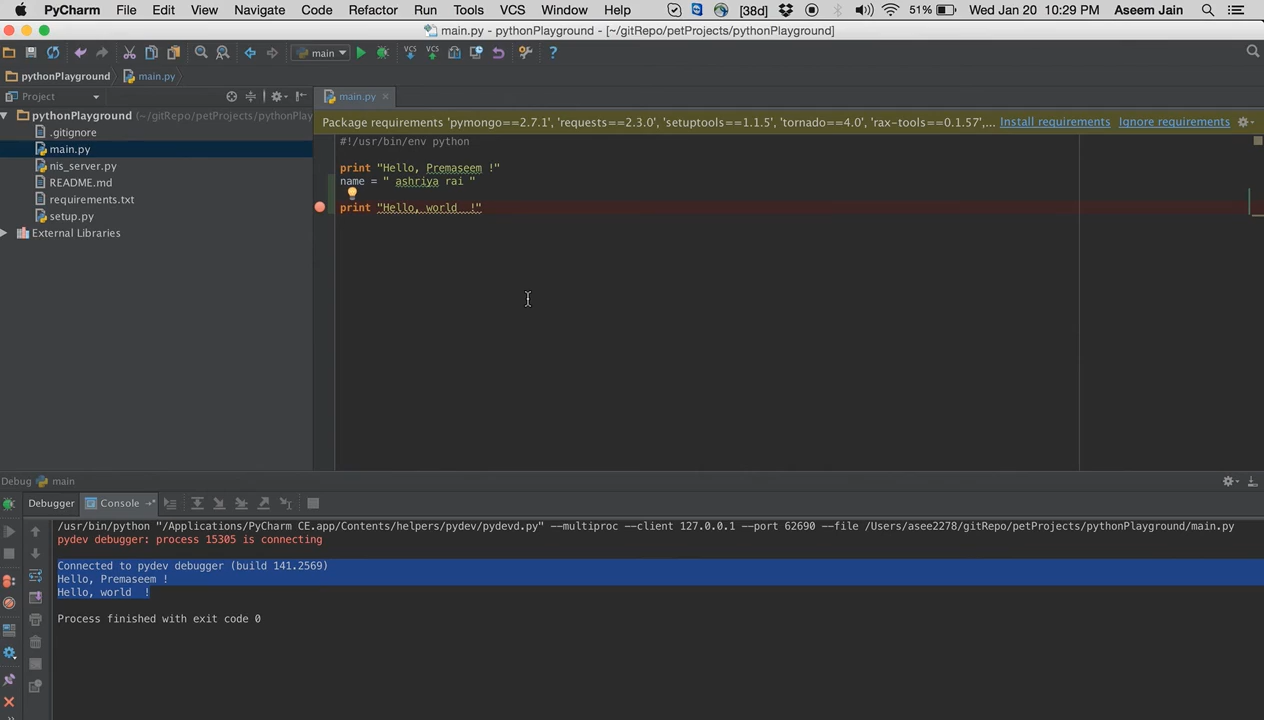 PyCharm File Edit View Navigate Code Refactor Run Tools VCS Window Help [38d] 51% Wed Jan 20 10:29 PM Aseem Jain
main.py - pythonPlayground - [~/gitRepo/petProjects/pythonPlayground]
main VCS VCS ?
pythonPlayground main.py
Project main.py
Package requirements 'pymongo==2.7.1', 'requests==2.3.0', 'setuptools==1.1.5', 'tornado==4.0', 'rax-tools==0.1.57',... Install requirements Ignore requirements
pythonPlayground (~/gitRepo/petProjects/pythonPlay
.gitignore
main.py
nis_server.py
README.md
requirements.txt
setup.py
External Libraries
#!/usr/bin/env python
print "Hello, Premaseem !"
name = " ashriya rai "
print "Hello, world  !"
Debug main
Debugger Console
/usr/bin/python "/Applications/PyCharm CE.app/Contents/helpers/pydev/pydevd.py" --multiproc --client 127.0.0.1 --port 62690 --file /Users/asee2278/gitRepo/petProjects/pythonPlayground/main.py
pydev debugger: process 15305 is connecting
Connected to pydev debugger (build 141.2569)
Hello, Premaseem !
Hello, world  !
Process finished with exit code 0